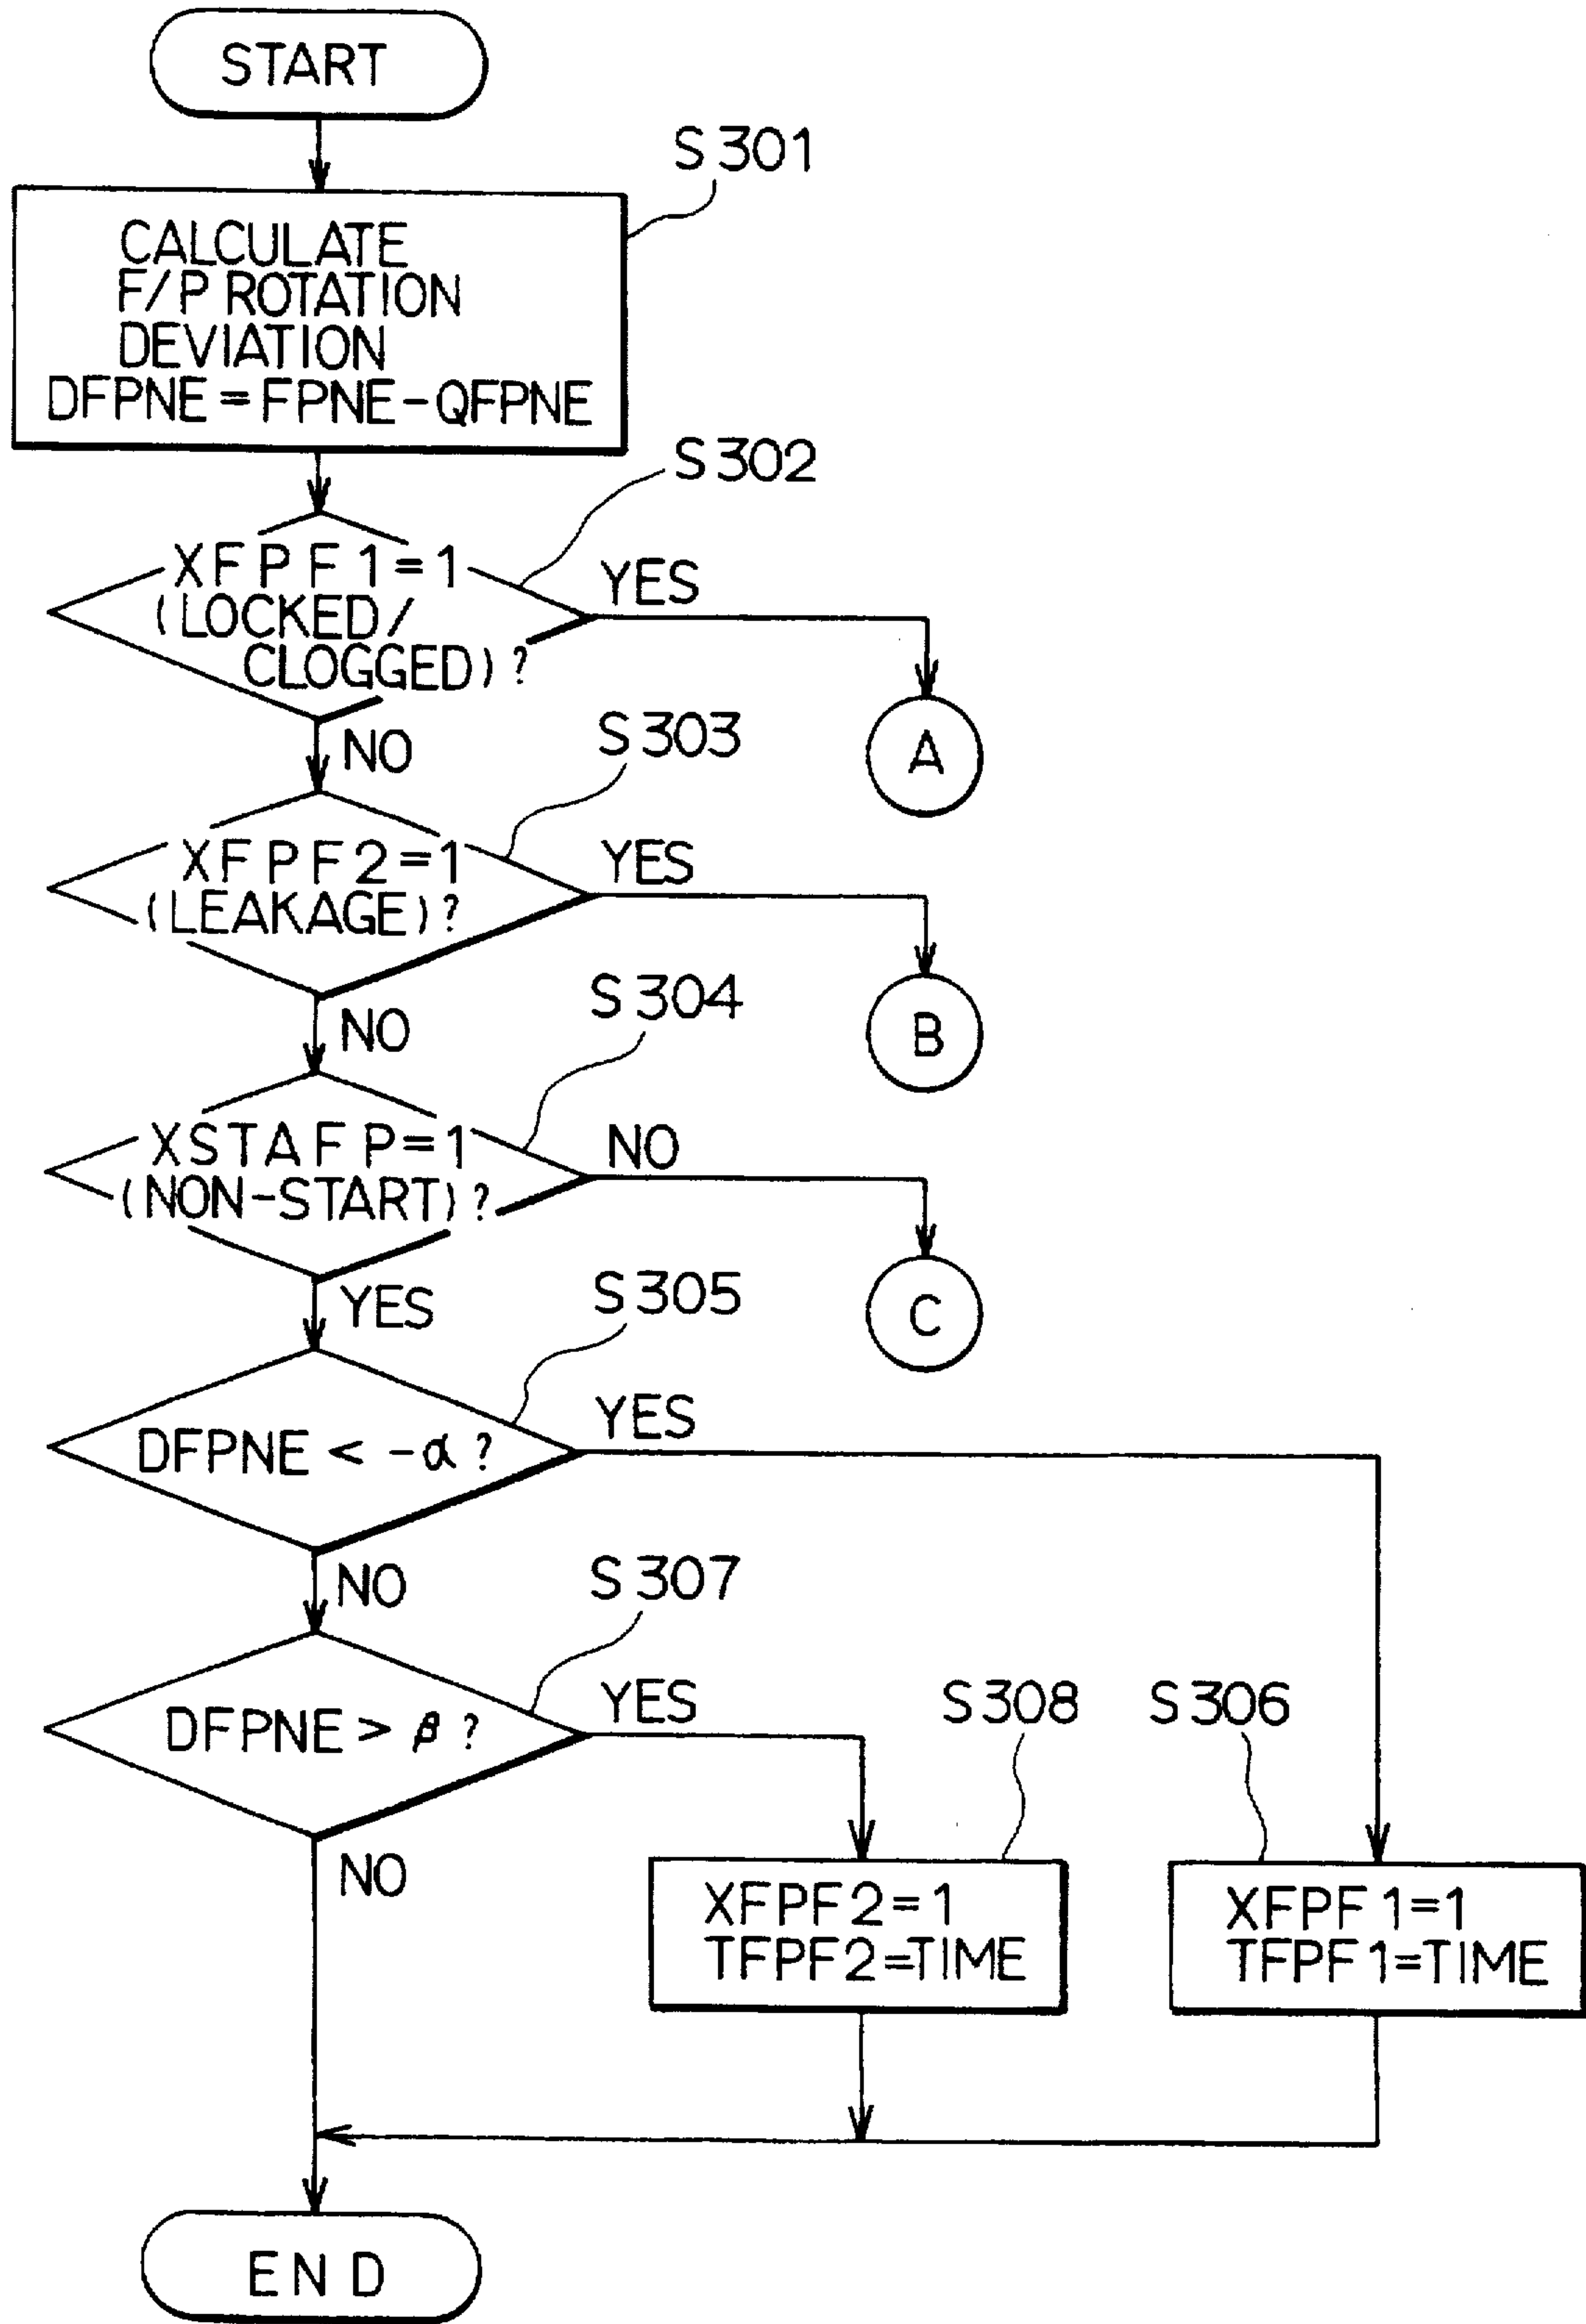 START
S301
CALCULATE
F/P ROTATION
DEVIATION
DFPNE = FPNE-QFPNE
S302
XFPF1=1
(LOCKED/
CLOGGED)?
YES
A
NO
S303
XFPF2=1
(LEAKAGE)?
YES
B
NO
S304
XSTAFP=1
(NON-START)?
NO
C
YES
S305
DFPNE < -α ?
YES
NO
S307
DFPNE > β ?
YES
S308
S306
NO
XFPF2=1
TFPF2=TIME
XFPF1=1
TFPF1=TIME
END